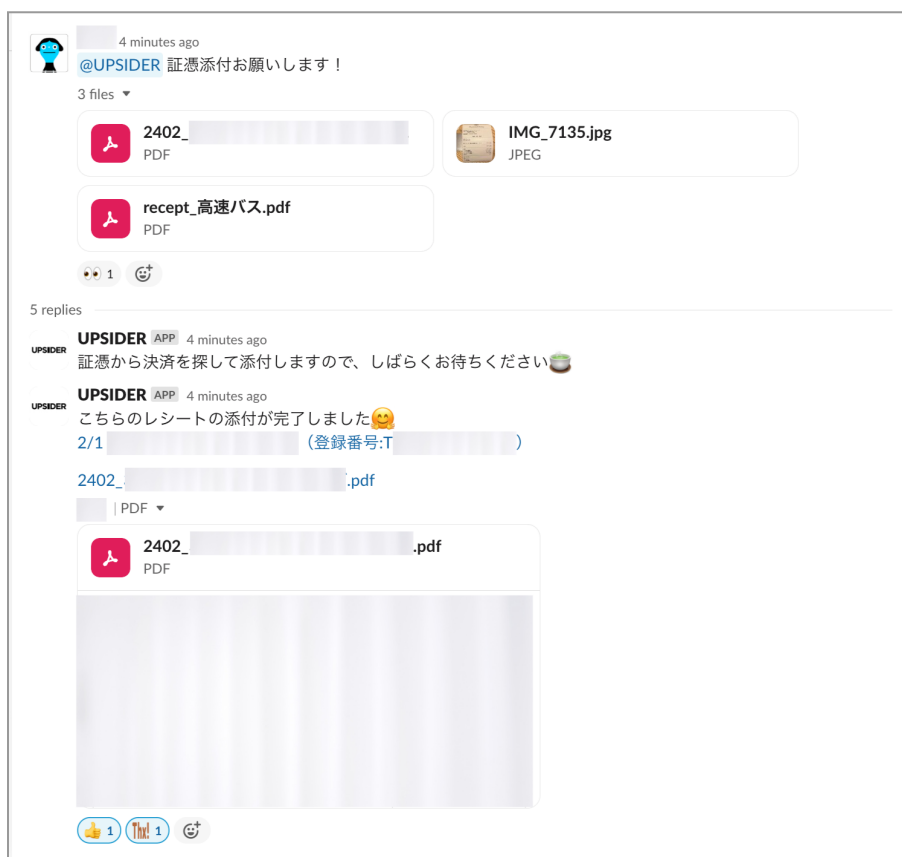 4 minutes ago
@UPSIDER 証憑添付お願いします！
3 files
2402_
PDF
IMG_7135.jpg
JPEG
recept_高速バス.pdf
PDF
1
5 replies
UPSIDER
UPSIDER APP 4 minutes ago
証憑から決済を探して添付しますので、しばらくお待ちください
UPSIDER
UPSIDER APP 4 minutes ago
こちらのレシートの添付が完了しました
2/1 （登録番号:T ）
2402_ .pdf
| PDF
2402_ .pdf
PDF
1 Thx! 1